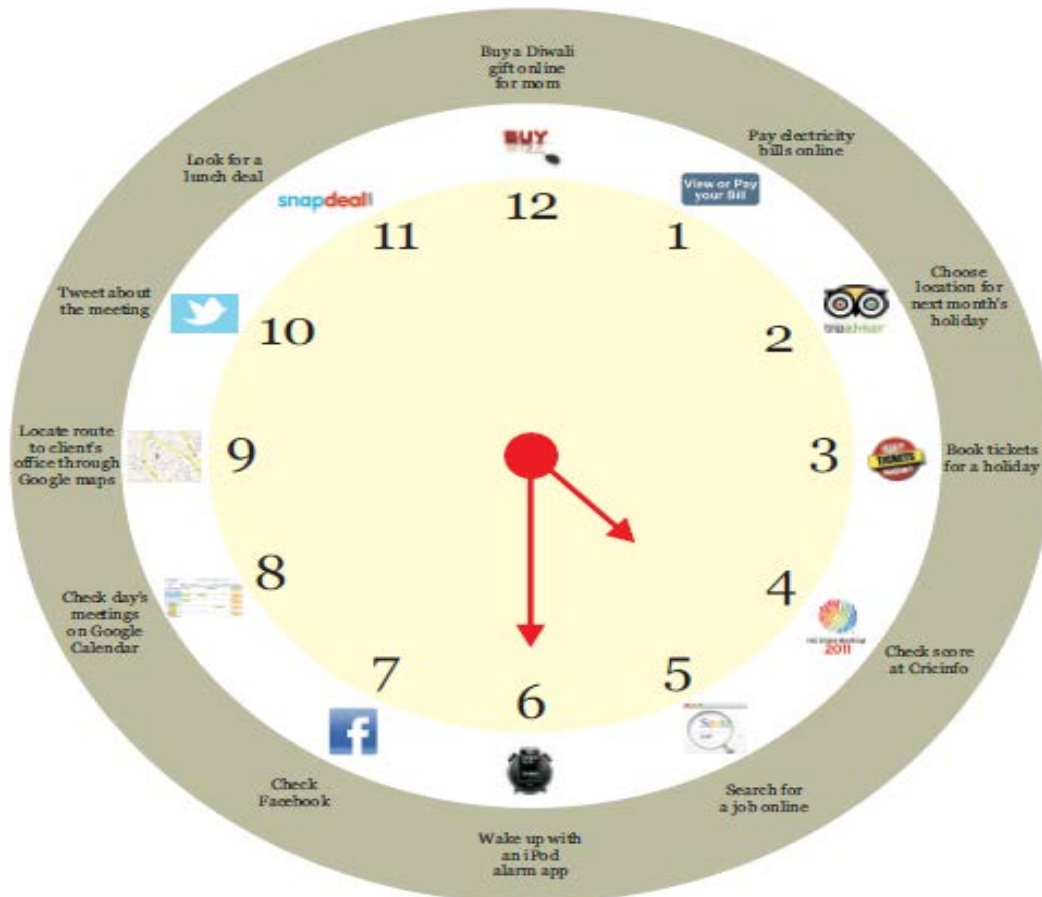 Buy a Diwali
gift online
for mom
BUY
Pay electricity
bills online
View or Pay
your Bill
Look for a
lunch deal
snapdeal
12
11
1
Choose
location for
next month's
holiday
Tweet about
the meeting
10
2
tripadvisor
Locate route
to client's
office through
Google maps
9
3
TICKETS
Book tickets
for a holiday
8
4
Check day's
meetings
on Google
Calendar
2011
Check score
at Cricinfo
7
5
6
Check
Facebook
f
Search for
a job online
Wake up with
an iPod
alarm app